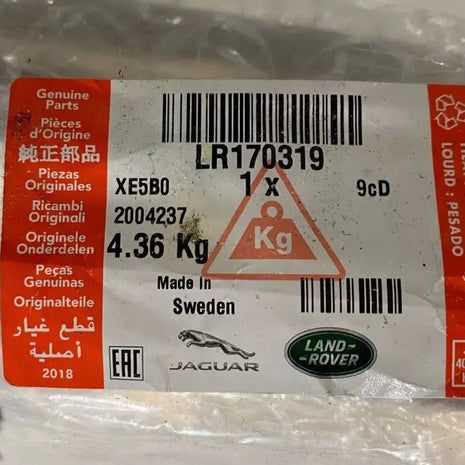 Genuine
Parts
Pièces
d'Origine
純正部品
Piezas
Originales
Ricambi
Originali
Originele
Onderdelen
Peças
Genuinas
Originalteile
قطع غيار
أصلية
2018
LR170319
XE5B0
1 x
9cD
2004237
4.36 Kg
Kg
Made In
Sweden
EAC
JAGUAR
LAND-
-ROVER
LOURD: PESADO